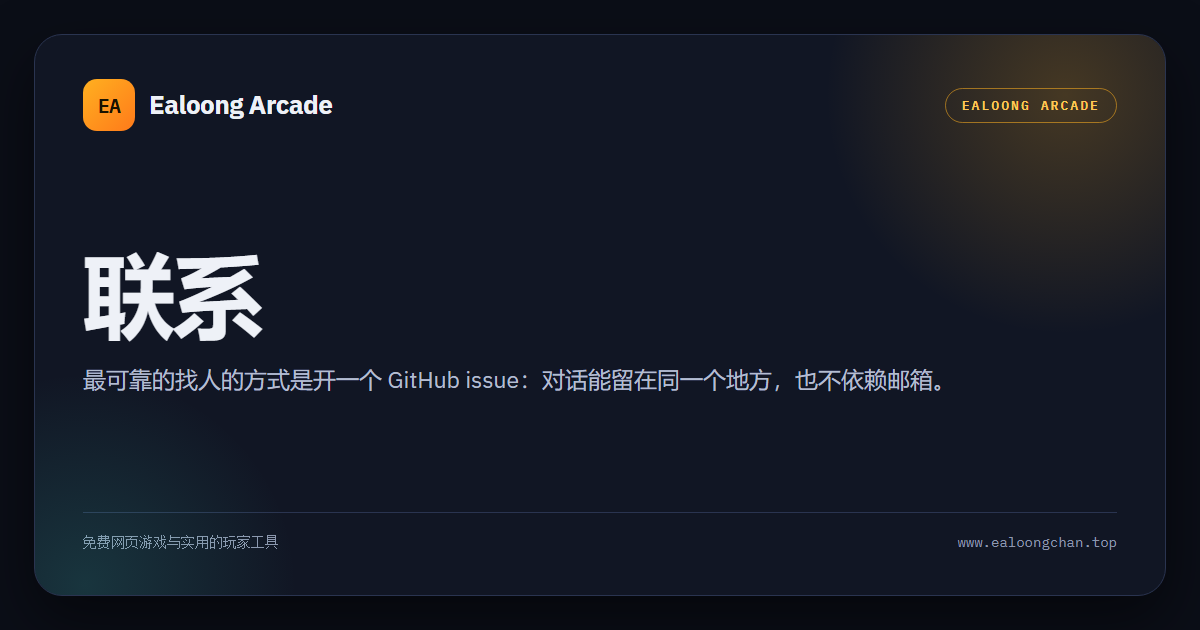 EA
Ealoong Arcade
EALOONG ARCADE
联系
最可靠的找人的方式是开一个 GitHub issue：对话能留在同一个地方，也不依赖邮箱。
免费网页游戏与实用的玩家工具
www.ealoongchan.top